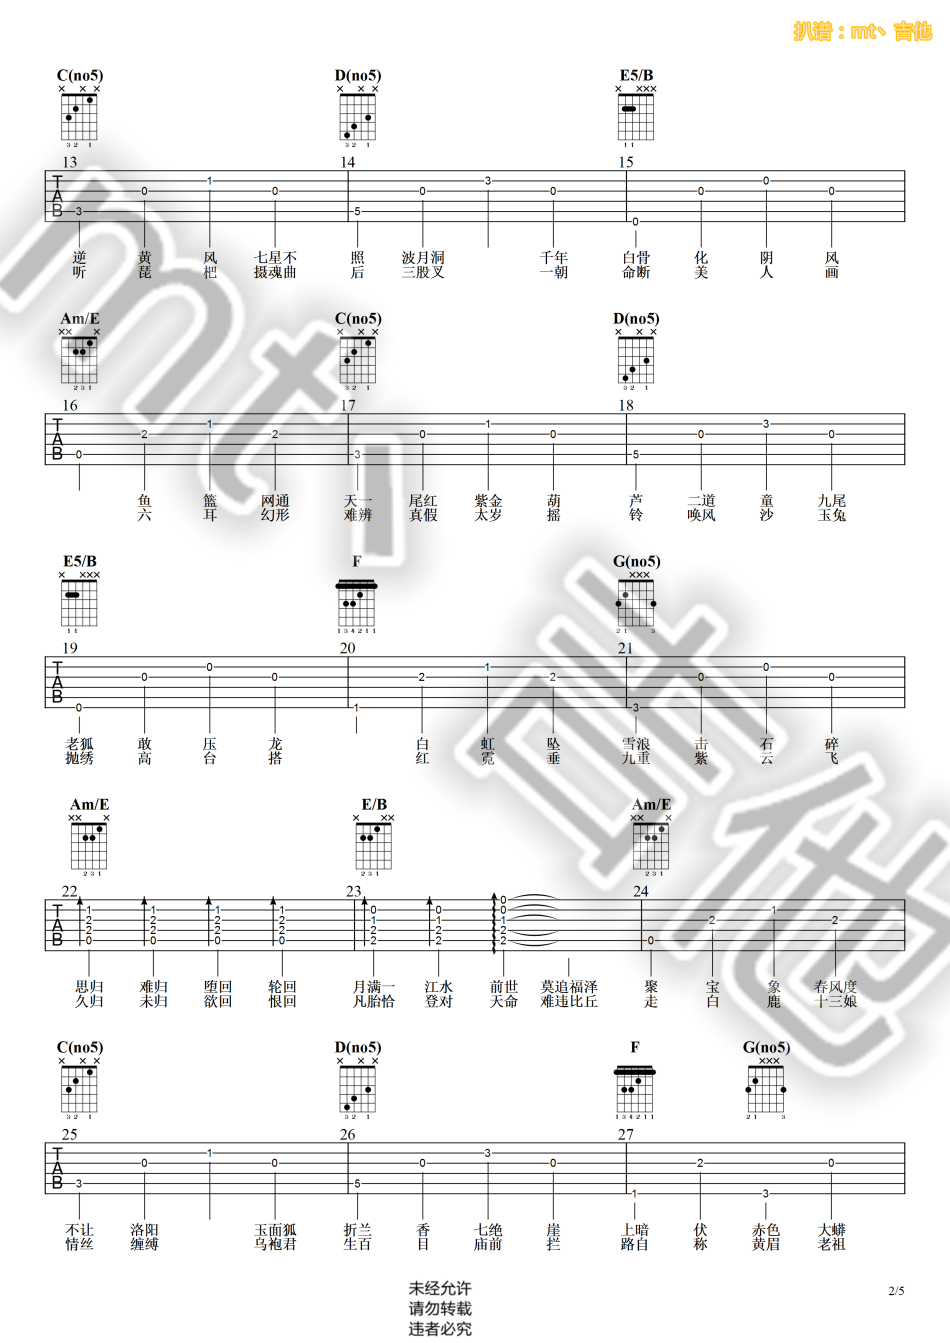 扒谱：mt丶吉他
C(no5) D(no5) E5/B
13 14 15
逆 黄 风 七星不 照 波月洞 千年 白骨 化 阴 风
听 琵 杷 摄魂曲 后 三股叉 一朝 命断 美 人 画
Am/E C(no5) D(no5)
16 17 18
鱼 篮 网通 天一 尾红 紫金 葫 芦 二道 童 九尾
六 耳 幻形 难辨 真假 太岁 摇 铃 唤风 沙 玉兔
E5/B F G(no5)
19 20 21
老狐 敢 压 龙 白 虹 坠 雪浪 击 石 碎
抛绣 高 台 搭 红 霓 垂 九重 紫 云 飞
Am/E E/B Am/E
22 23 24
思归 难归 堕回 轮回 月满一 江水 前世 莫追福泽 聚 宝 象 春风度
久归 未归 欲回 恨回 凡胎恰 登对 天命 难违比丘 走 白 鹿 十三娘
C(no5) D(no5) F G(no5)
25 26 27
不让 洛阳 玉面狐 折兰 香 七绝 崖 上暗 伏 赤色 大蟒
情丝 缠缚 乌袍君 生百 目 庙前 拦 路自 称 黄眉 老祖
未经允许
请勿转载
违者必究
2/5
mt丶吉他